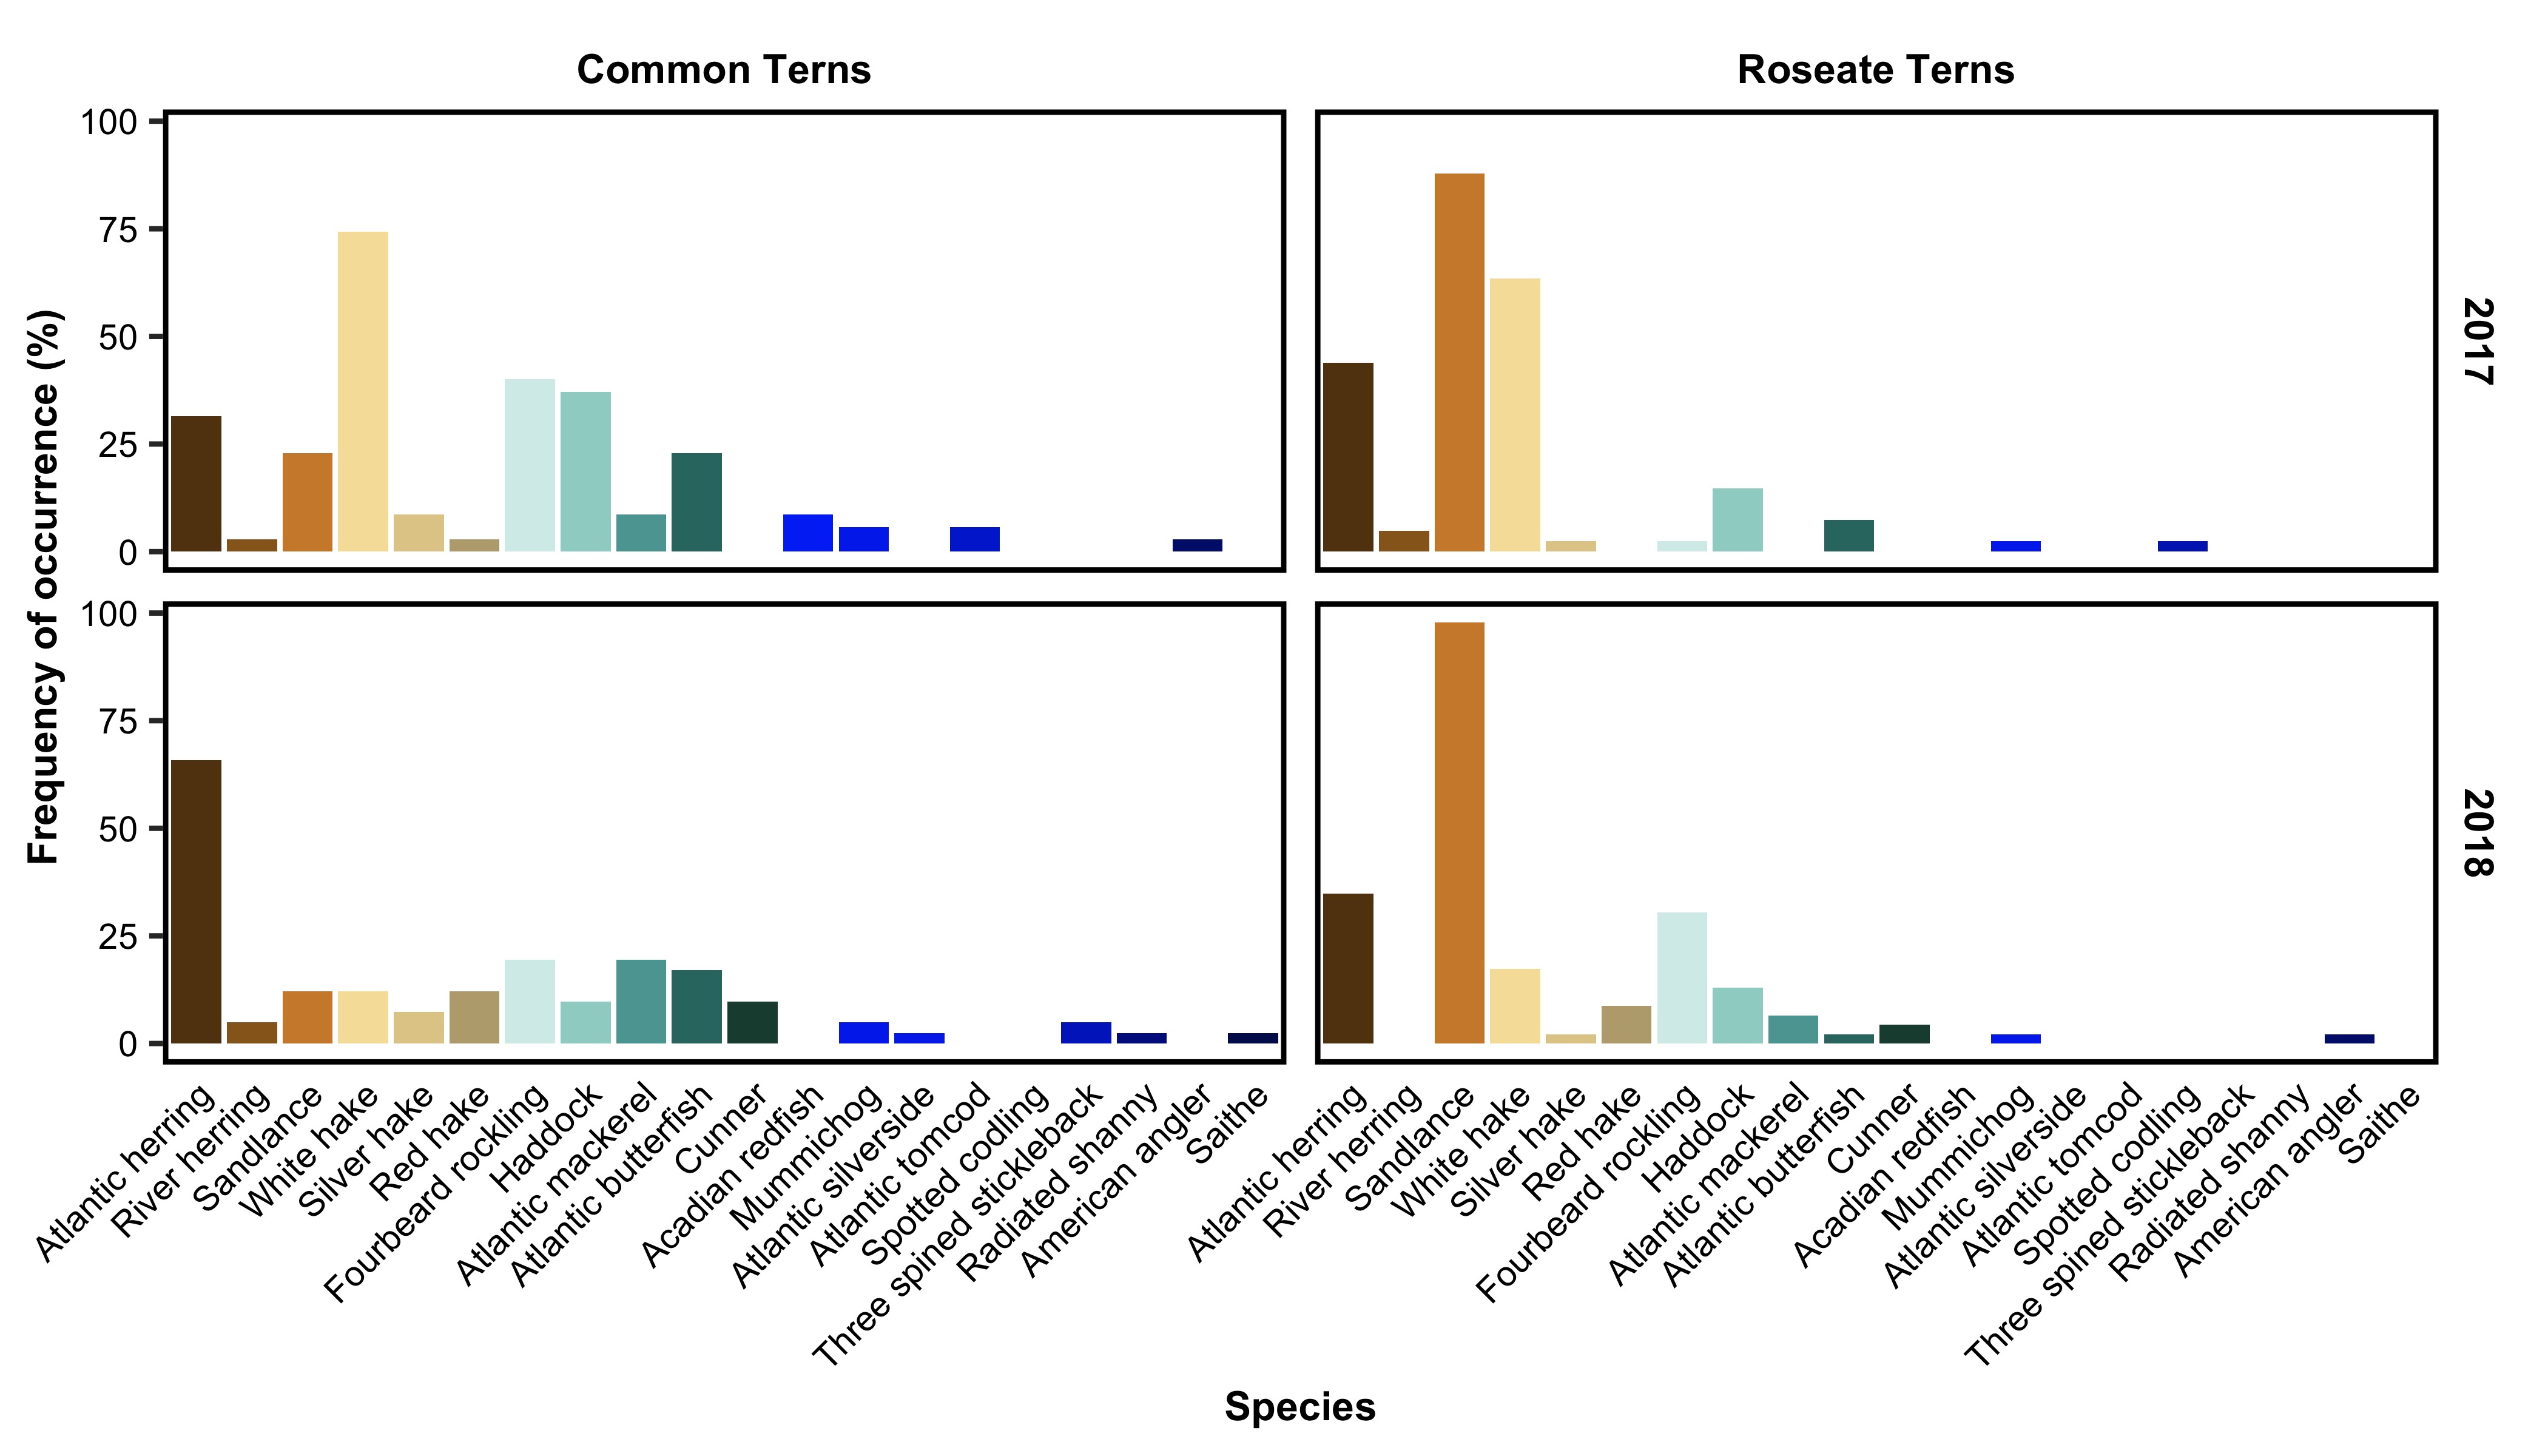 Common Terns
Roseate Terns
Frequency of occurrence (%)
100
75
50
25
0
2017
100
75
50
25
0
2018
Atlantic herring
River herring
Sandlance
White hake
Silver hake
Red hake
Fourbeard rockling
Haddock
Atlantic mackerel
Atlantic butterfish
Cunner
Acadian redfish
Mummichog
Atlantic silverside
Atlantic tomcod
Spotted codling
Three spined stickleback
Radiated shanny
American angler
Saithe
Atlantic herring
River herring
Sandlance
White hake
Silver hake
Red hake
Fourbeard rockling
Haddock
Atlantic mackerel
Atlantic butterfish
Cunner
Acadian redfish
Mummichog
Atlantic silverside
Atlantic tomcod
Spotted codling
Three spined stickleback
Radiated shanny
American angler
Saithe
Species